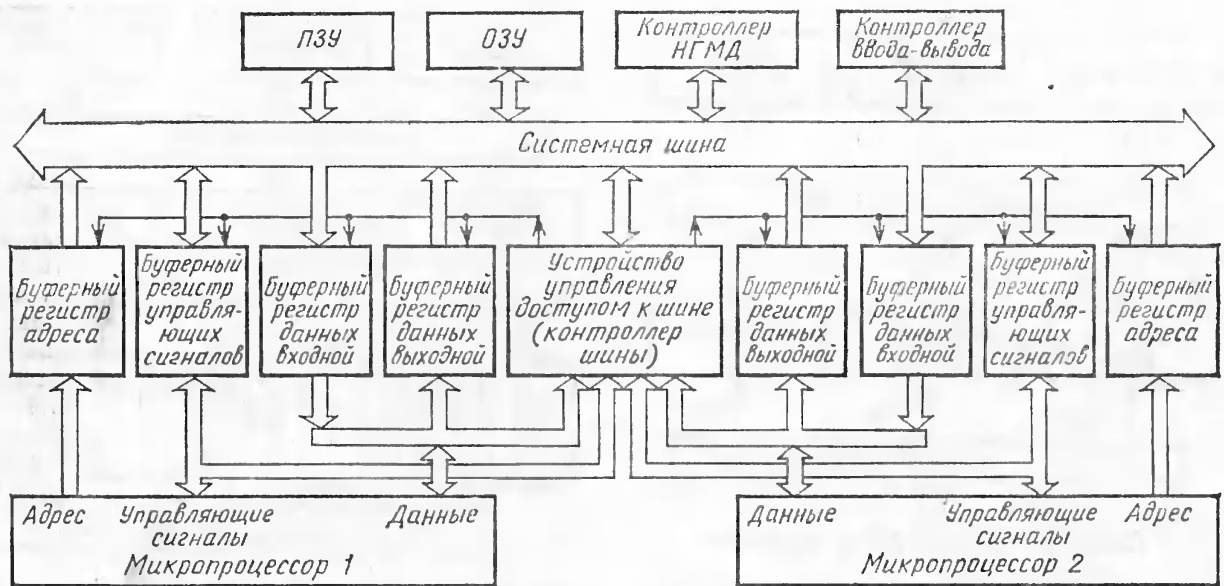 ПЗУ
ОЗУ
Контроллер
НГМД
Контроллер
ввода-вывода
Системная шина
Буферный
регистр
адреса
Буферный
регистр
управля-
ющих
сигналов
Буферный
регистр
данных
входной
Буферный
регистр
данных
выходной
Устройство
управления
доступом к шине
(контроллер
шины)
Буферный
регистр
данных
выходной
Буферный
регистр
данных
входной
Буферный
регистр
управля-
ющих
сигналов
Буферный
регистр
адреса
Адрес
Управляющие
сигналы
Данные
Микропроцессор 1
Данные
Управляющие
сигналы
Адрес
Микропроцессор 2